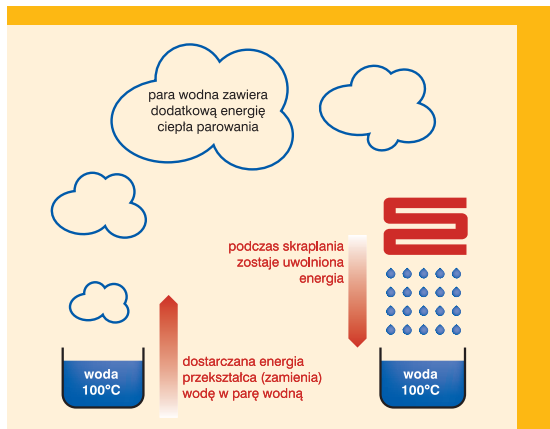 para wodna zawiera
dodatkową energię
ciepła parowania
podczas skraplania
zostaje uwolniona
energia
dostarczana energia
przekształca (zamienia)
wodę w parę wodną
woda
100°C
woda
100°C